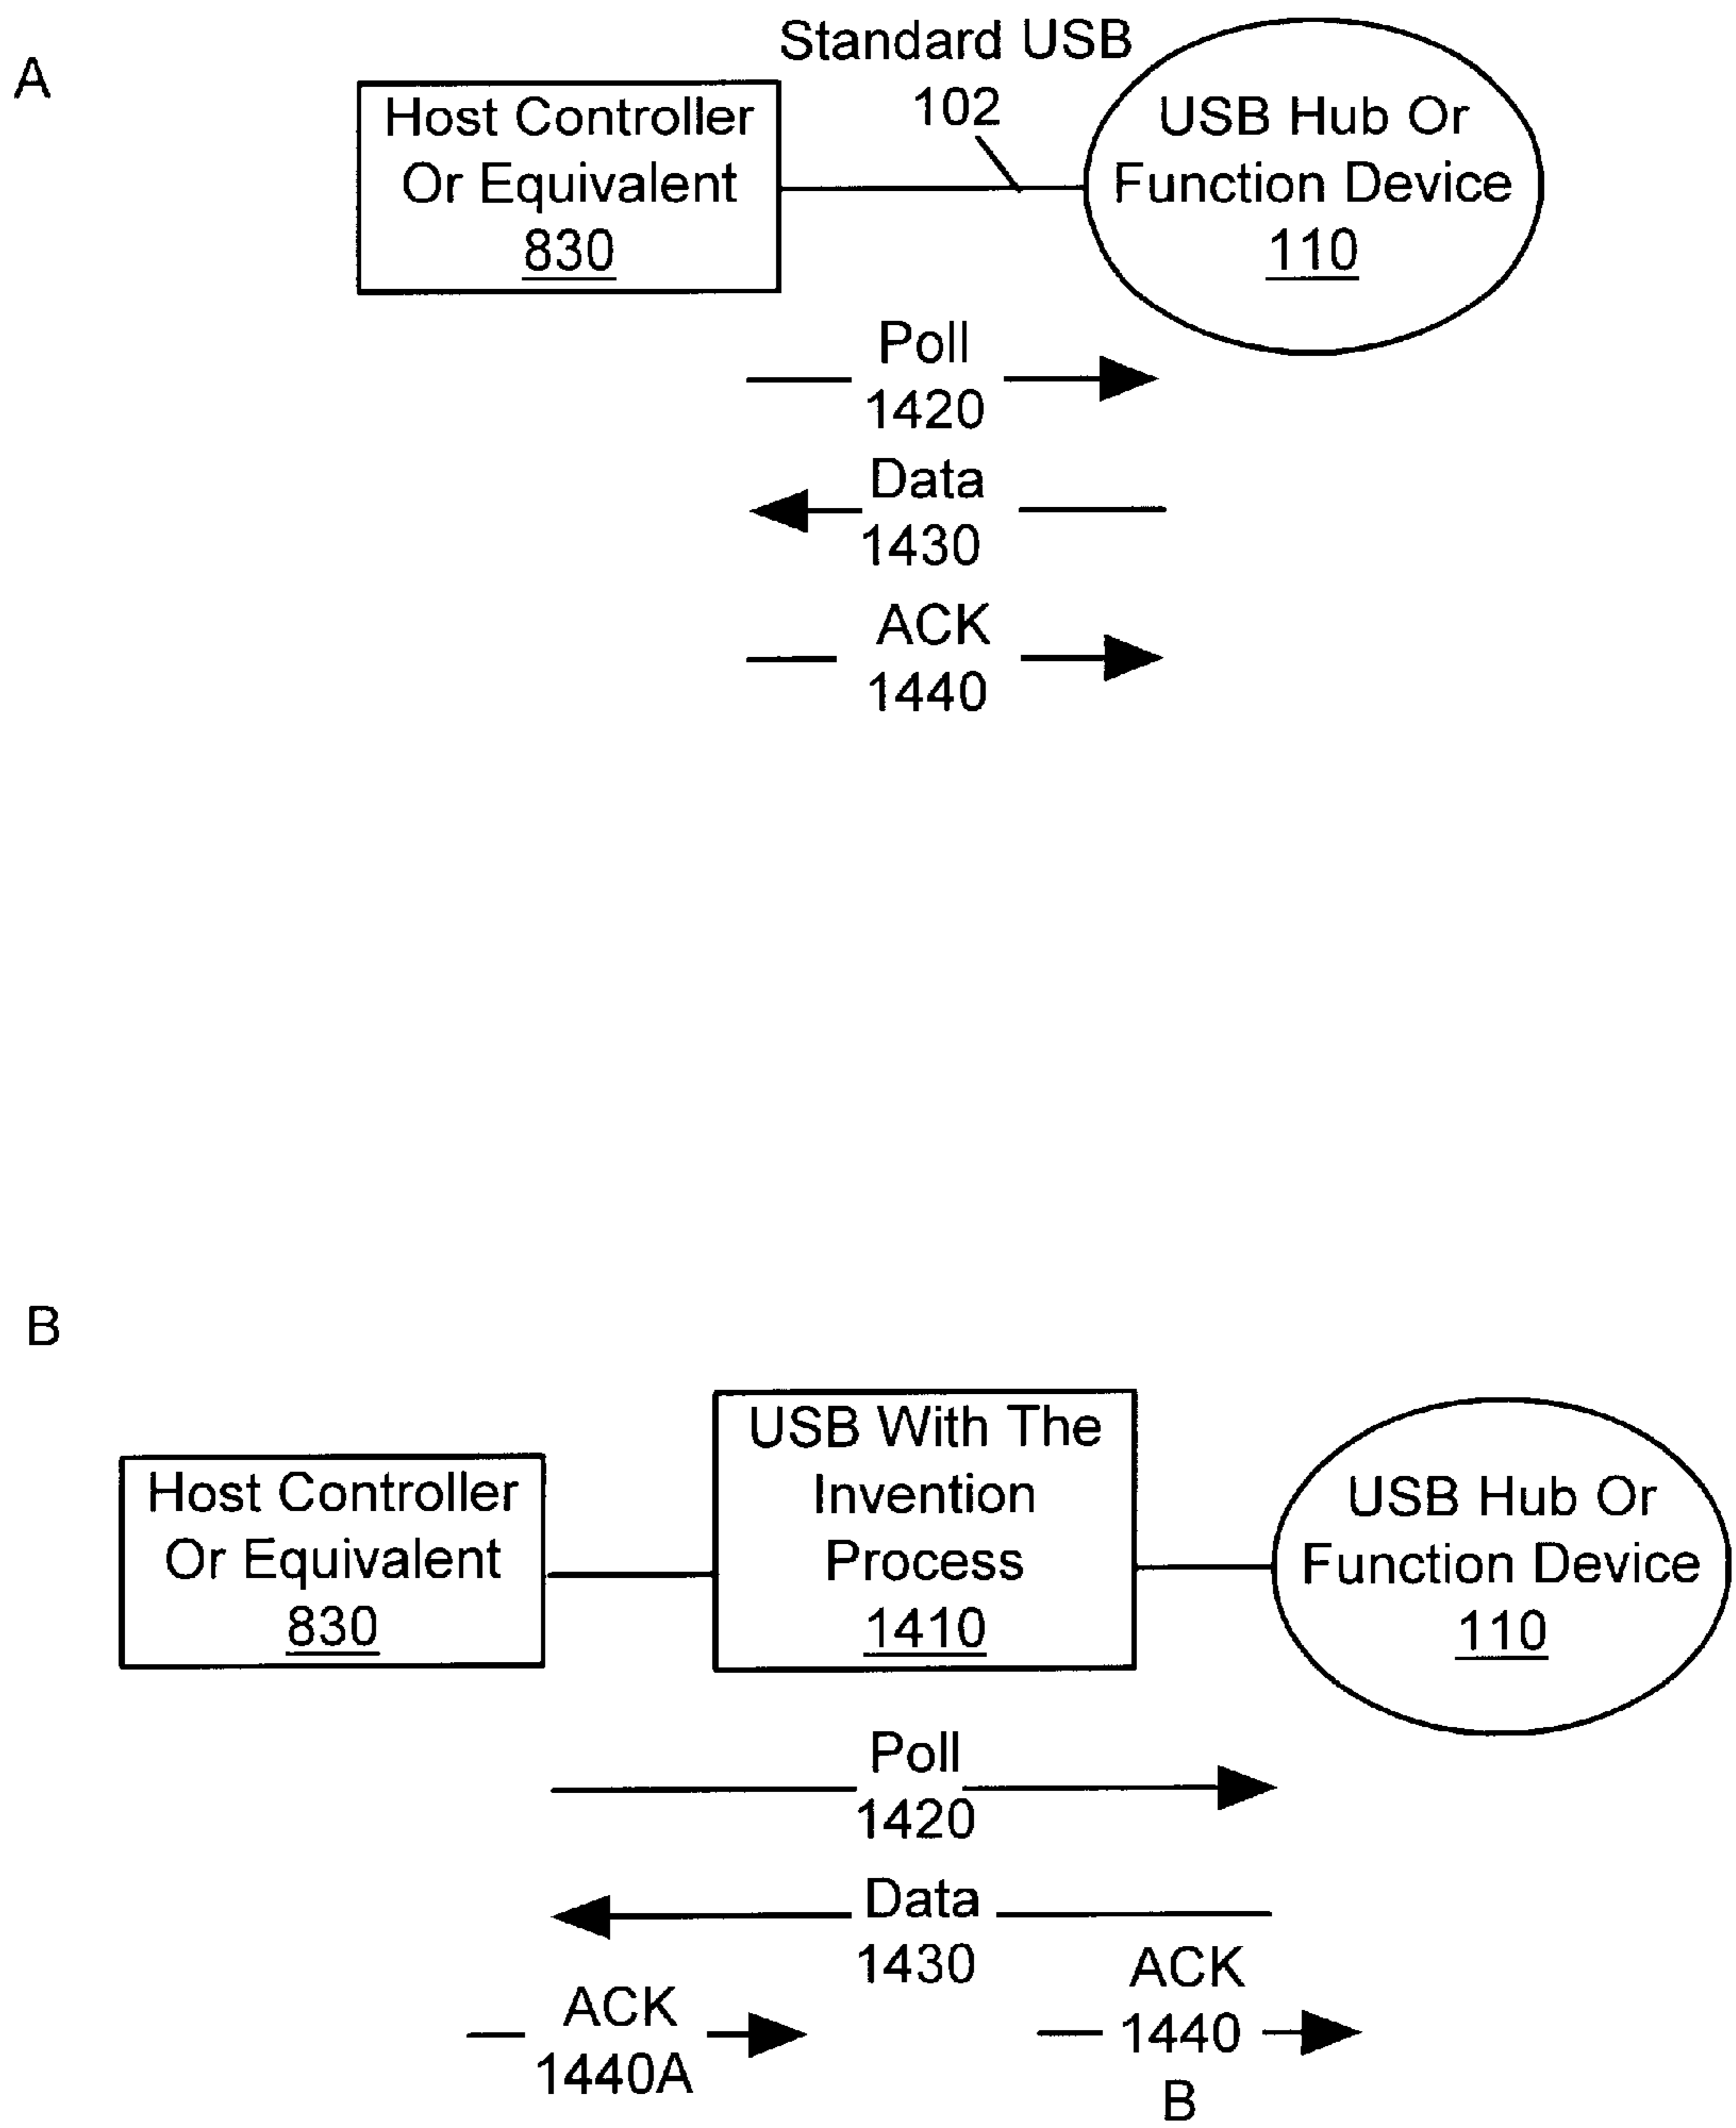 A
Standard USB
102
Host Controller
Or Equivalent
830
USB Hub Or
Function Device
110
Poll
1420
Data
1430
ACK
1440
B
Host Controller
Or Equivalent
830
USB With The
Invention
Process
1410
USB Hub Or
Function Device
110
Poll
1420
Data
1430
ACK
1440A
ACK
1440
B